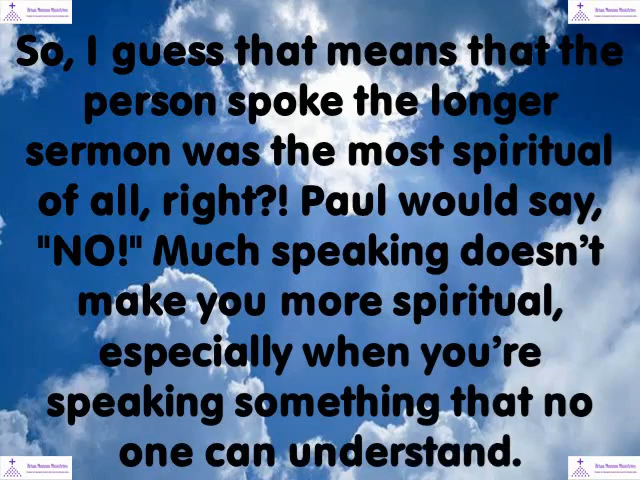 So, I guess that means that the
person spoke the longer
sermon was the most spiritual
of all, right?! Paul would say,
"NO!" Much speaking doesn’t
make you more spiritual,
especially when you’re
speaking something that no
one can understand.